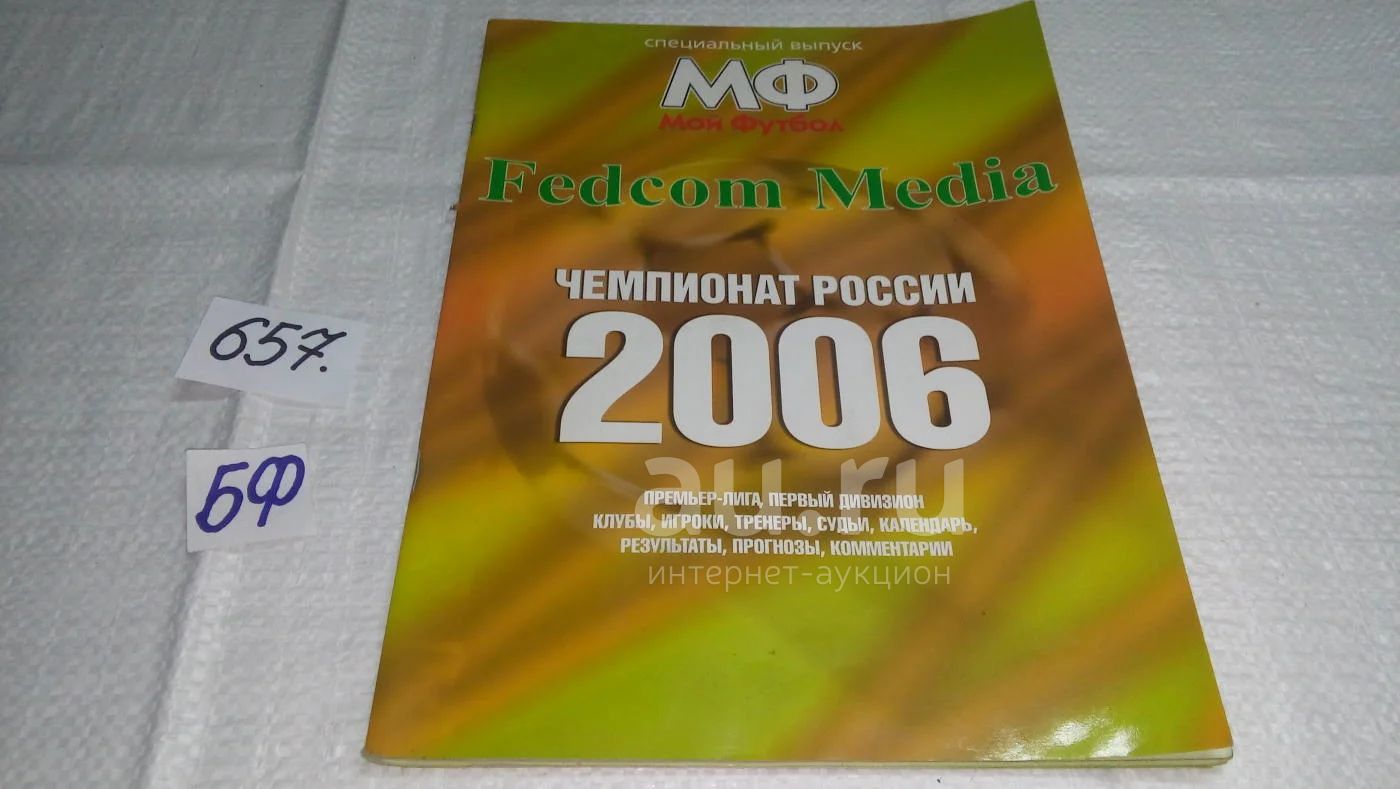 специальный выпуск
МФ
Мой Футбол
Fedcom Media
ЧЕМПИОНАТ РОССИИ
2006
au.ru
ПРЕМЬЕР-ЛИГА, ПЕРВЫЙ ДИВИЗИОН
КЛУБЫ, ИГРОКИ, ТРЕНЕРЫ, СУДЬИ, КАЛЕНДАРЬ,
РЕЗУЛЬТАТЫ, ПРОГНОЗЫ, КОММЕНТАРИИ
интернет-аукцион
657.
БФ